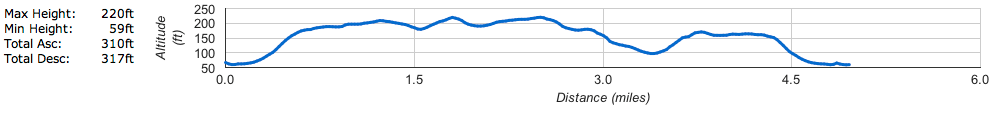 Max Height: 220ft
Min Height: 59ft
Total Asc: 310ft
Total Desc: 317ft
Altitude
(ft)
250
200
150
100
50
0.0 1.5 3.0 4.5 6.0
Distance (miles)